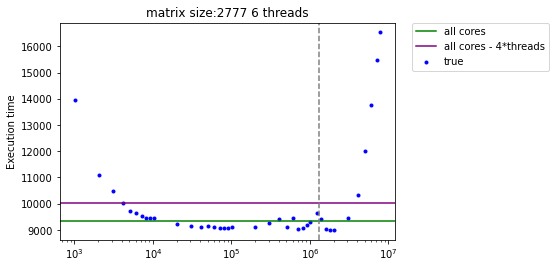 matrix size:2777 6 threads
all cores
all cores - 4*threads
true
Execution time
16000
15000
14000
13000
12000
11000
10000
9000
10³
10⁴
10⁵
10⁶
10⁷